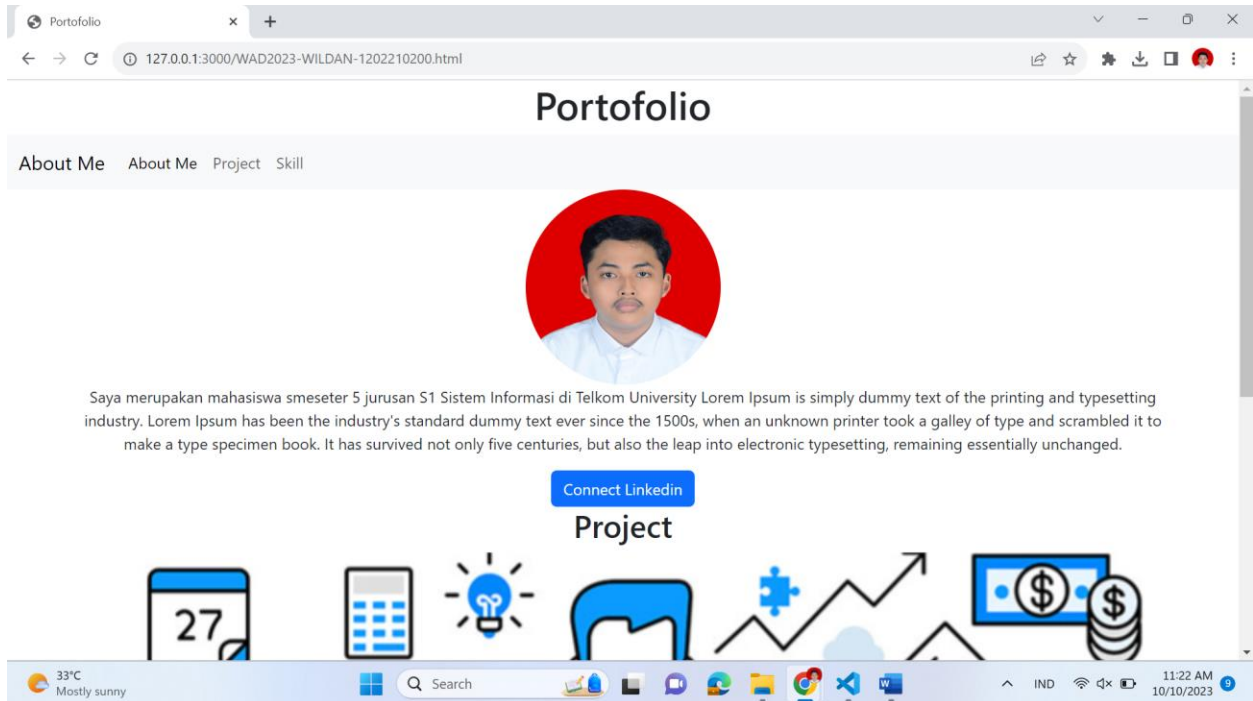 Portofolio
127.0.0.1:3000/WAD2023-WILDAN-1202210200.html
Portofolio
About Me About Me Project Skill
Saya merupakan mahasiswa smeseter 5 jurusan S1 Sistem Informasi di Telkom University Lorem Ipsum is simply dummy text of the printing and typesetting
industry. Lorem Ipsum has been the industry's standard dummy text ever since the 1500s, when an unknown printer took a galley of type and scrambled it to
make a type specimen book. It has survived not only five centuries, but also the leap into electronic typesetting, remaining essentially unchanged.
Connect Linkedin
Project
27
$ $
33°C
Mostly sunny
Search
IND
11:22 AM
10/10/2023
9